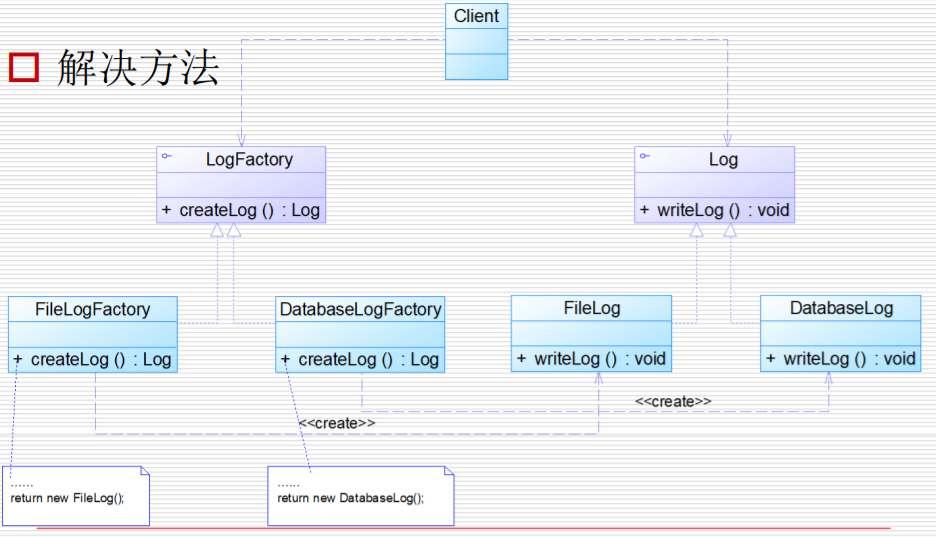 Client
解决方法
LogFactory
+ createLog () : Log
Log
+ writeLog () : void
FileLogFactory
+ createLog () : Log
DatabaseLogFactory
+ createLog () : Log
FileLog
+ writeLog () : void
DatabaseLog
+ writeLog () : void
<<create>>
<<create>>
......
return new FileLog();
......
return new DatabaseLog();